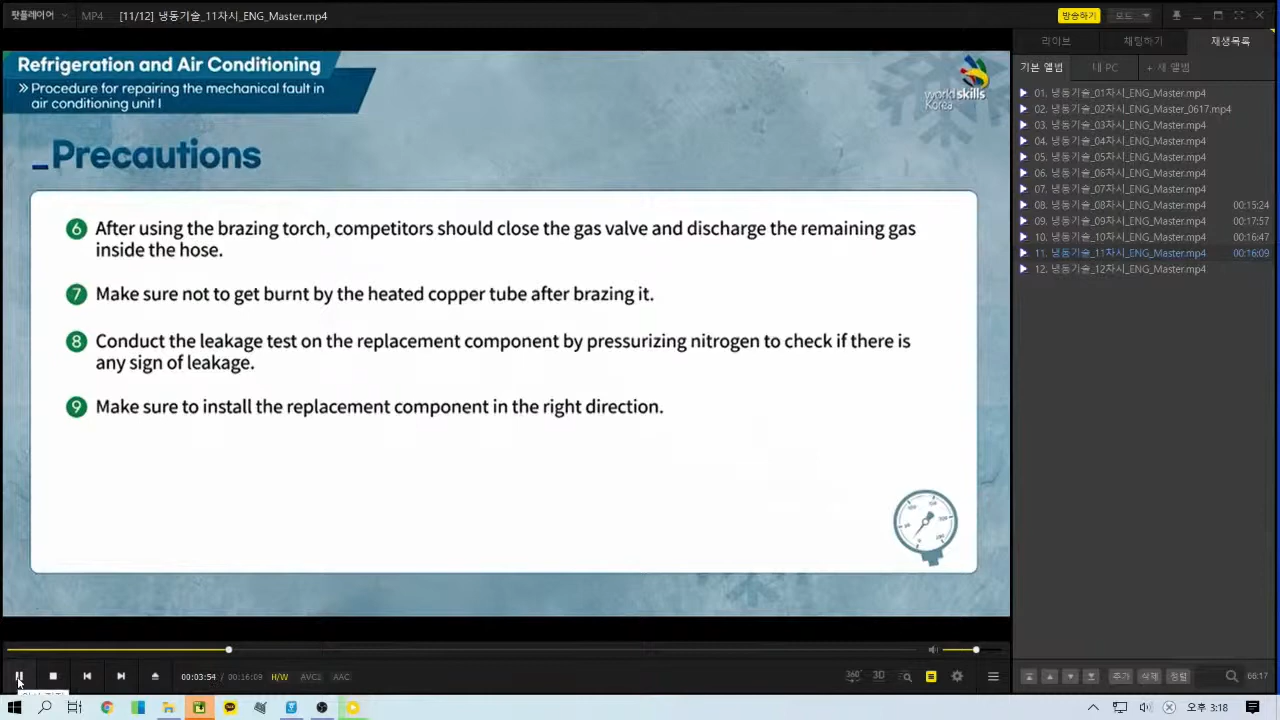 팟플레이어 MP4 [11/12] 냉동기술_11차시_ENG_Master.mp4 방송하기 모드
라이브 채팅하기 재생목록
기본 앨범 내 PC + 새 앨범
Refrigeration and Air Conditioning
» Procedure for repairing the mechanical fault in
air conditioning unit I
worldskills
Korea
_Precautions
6 After using the brazing torch, competitors should close the gas valve and discharge the remaining gas
inside the hose.
7 Make sure not to get burnt by the heated copper tube after brazing it.
8 Conduct the leakage test on the replacement component by pressurizing nitrogen to check if there is
any sign of leakage.
9 Make sure to install the replacement component in the right direction.
01. 냉동기술_01차시_ENG_Master.mp4
02. 냉동기술_02차시_ENG_Master_0617.mp4
03. 냉동기술_03차시_ENG_Master.mp4
04. 냉동기술_04차시_ENG_Master.mp4
05. 냉동기술_05차시_ENG_Master.mp4
06. 냉동기술_06차시_ENG_Master.mp4
07. 냉동기술_07차시_ENG_Master.mp4
08. 냉동기술_08차시_ENG_Master.mp4 00:15:24
09. 냉동기술_09차시_ENG_Master.mp4 00:17:57
10. 냉동기술_10차시_ENG_Master.mp4 00:16:47
11. 냉동기술_11차시_ENG_Master.mp4 00:16:09
12. 냉동기술_12차시_ENG_Master.mp4
00:03:54 / 00:16:09 H/W AVC1 AAC 360° 3D
추가 삭제 정렬 66:17
오후 3:18